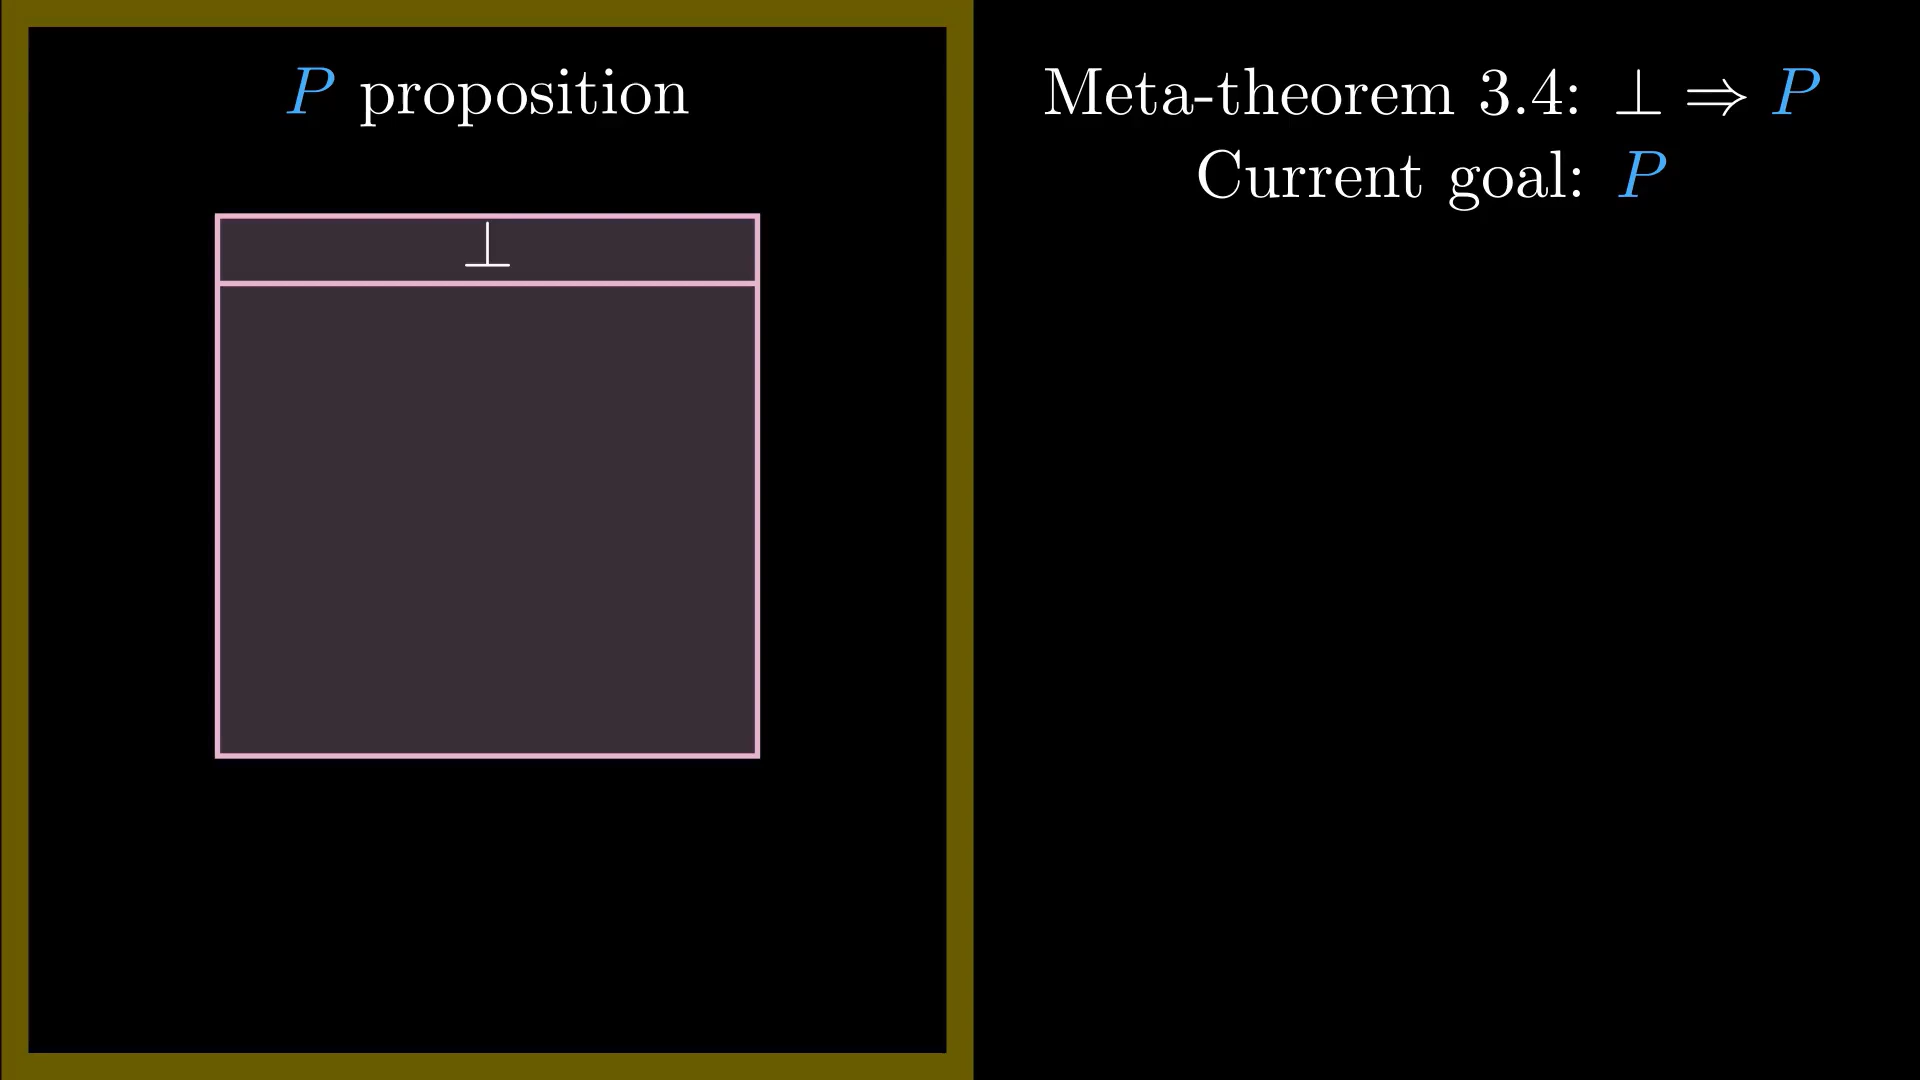 P proposition
⊥
Meta-theorem 3.4: ⊥ ⇒ P
Current goal: P